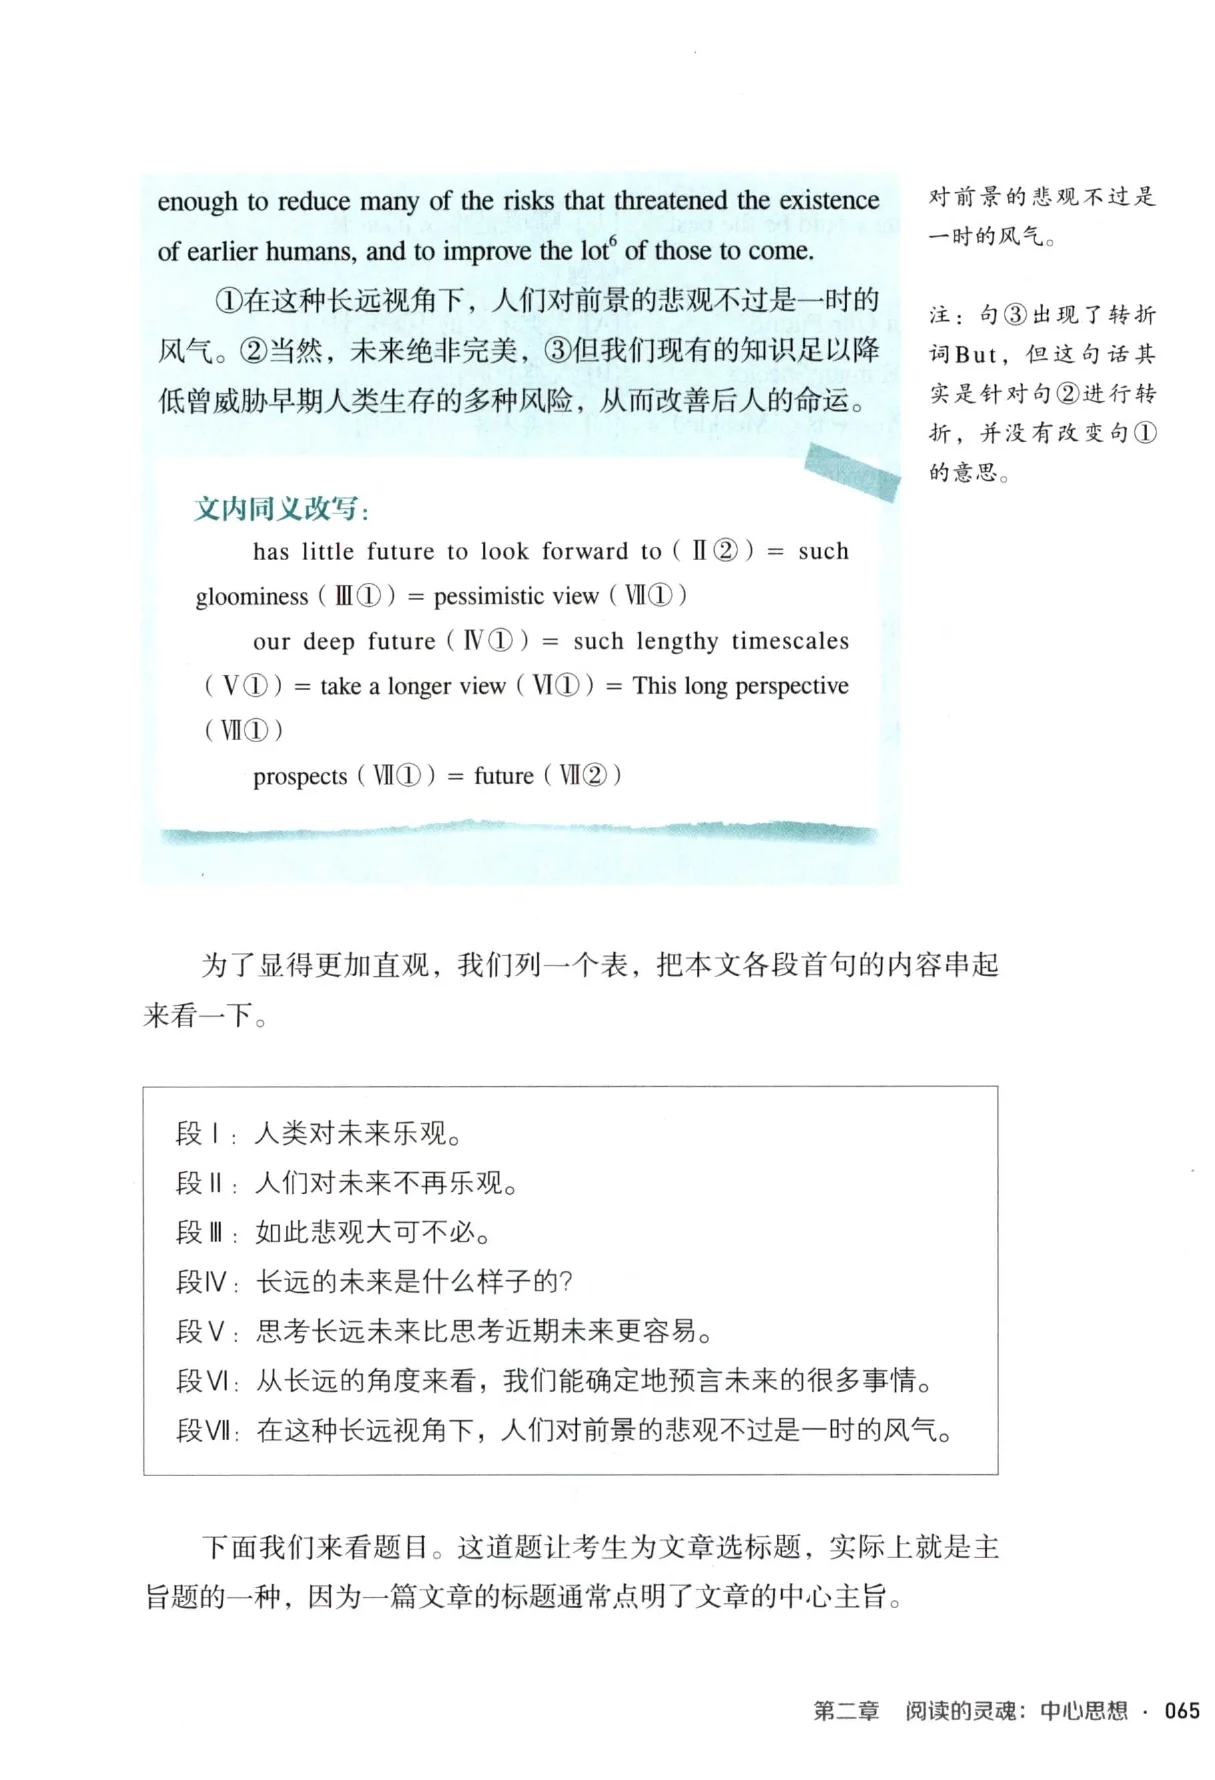 enough to reduce many of the risks that threatened the existence
of earlier humans, and to improve the lot⁶ of those to come.
①在这种长远视角下，人们对前景的悲观不过是一时的
风气。②当然，未来绝非完美，③但我们现有的知识足以降
低曾威胁早期人类生存的多种风险，从而改善后人的命运。
对前景的悲观不过是
一时的风气。
注：句③出现了转折
词But，但这句话其
实是针对句②进行转
折，并没有改变句①
的意思。
文内同义改写：
has little future to look forward to（Ⅱ②）= such
gloominess（Ⅲ①）= pessimistic view（Ⅶ①）
our deep future（Ⅳ①）= such lengthy timescales
（Ⅴ①）= take a longer view（Ⅵ①）= This long perspective
（Ⅶ①）
prospects（Ⅶ①）= future（Ⅶ②）
为了显得更加直观，我们列一个表，把本文各段首句的内容串起
来看一下。
段Ⅰ：人类对未来乐观。
段Ⅱ：人们对未来不再乐观。
段Ⅲ：如此悲观大可不必。
段Ⅳ：长远的未来是什么样子的？
段Ⅴ：思考长远未来比思考近期未来更容易。
段Ⅵ：从长远的角度来看，我们能确定地预言未来的很多事情。
段Ⅶ：在这种长远视角下，人们对前景的悲观不过是一时的风气。
下面我们来看题目。这道题让考生为文章选标题，实际上就是主
旨题的一种，因为一篇文章的标题通常点明了文章的中心主旨。
第二章 阅读的灵魂：中心思想 · 065